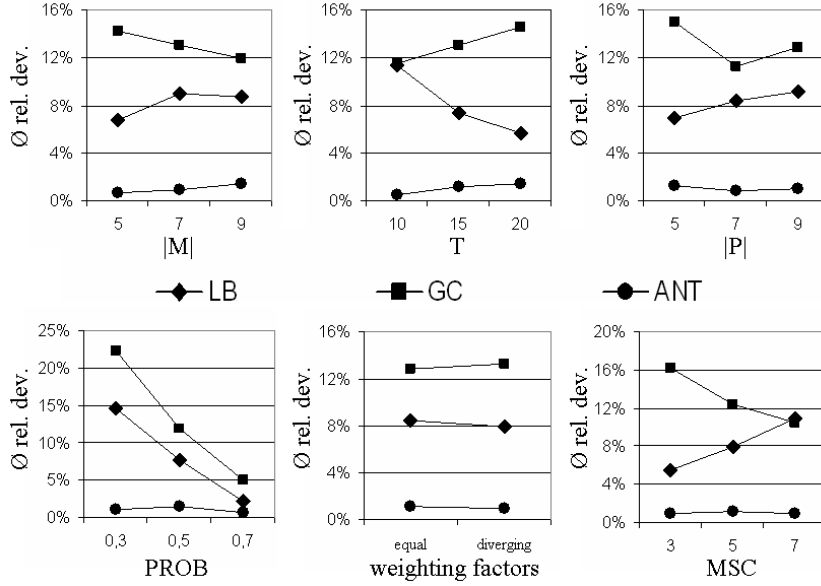 16%
12%
8%
4%
0%
Ø rel. dev.
5 7 9
|M|
16%
12%
8%
4%
0%
Ø rel. dev.
10 15 20
T
16%
12%
8%
4%
0%
Ø rel. dev.
5 7 9
|P|
LB GC ANT
25%
20%
15%
10%
5%
0%
Ø rel. dev.
0,3 0,5 0,7
PROB
16%
12%
8%
4%
0%
Ø rel. dev.
equal diverging
weighting factors
20%
16%
12%
8%
4%
0%
Ø rel. dev.
3 5 7
MSC